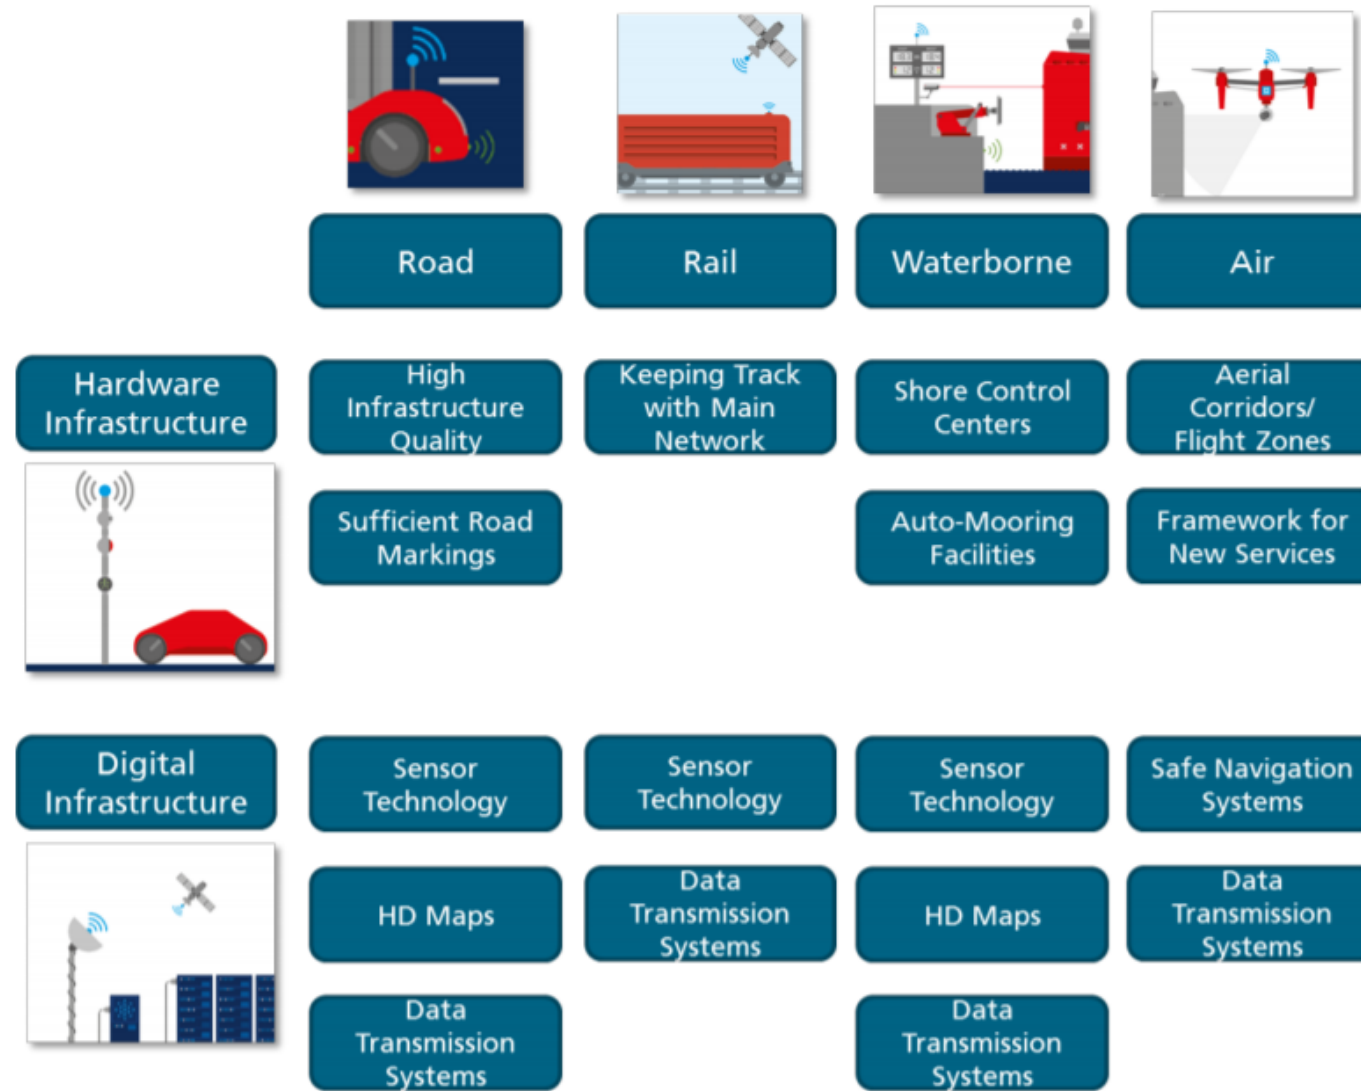 Road
Rail
Waterborne
Air
Hardware
Infrastructure
High
Infrastructure
Quality
Keeping Track
with Main
Network
Shore Control
Centers
Aerial
Corridors/
Flight Zones
Sufficient Road
Markings
Auto-Mooring
Facilities
Framework for
New Services
Digital
Infrastructure
Sensor
Technology
Sensor
Technology
Sensor
Technology
Safe Navigation
Systems
HD Maps
Data
Transmission
Systems
HD Maps
Data
Transmission
Systems
Data
Transmission
Systems
Data
Transmission
Systems